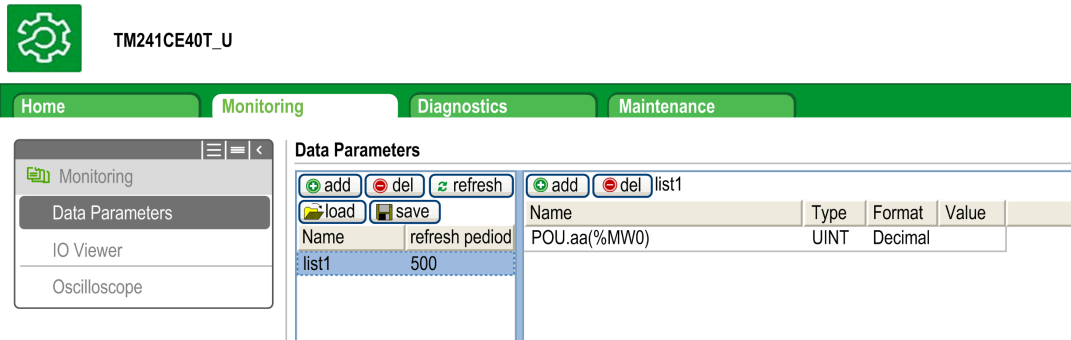 TM241CE40T_U
Home Monitoring Diagnostics Maintenance
Monitoring
Data Parameters
IO Viewer
Oscilloscope
Data Parameters
add del refresh
load save
Name refresh pediod
list1 500
add del list1
Name Type Format Value
POU.aa(%MW0) UINT Decimal